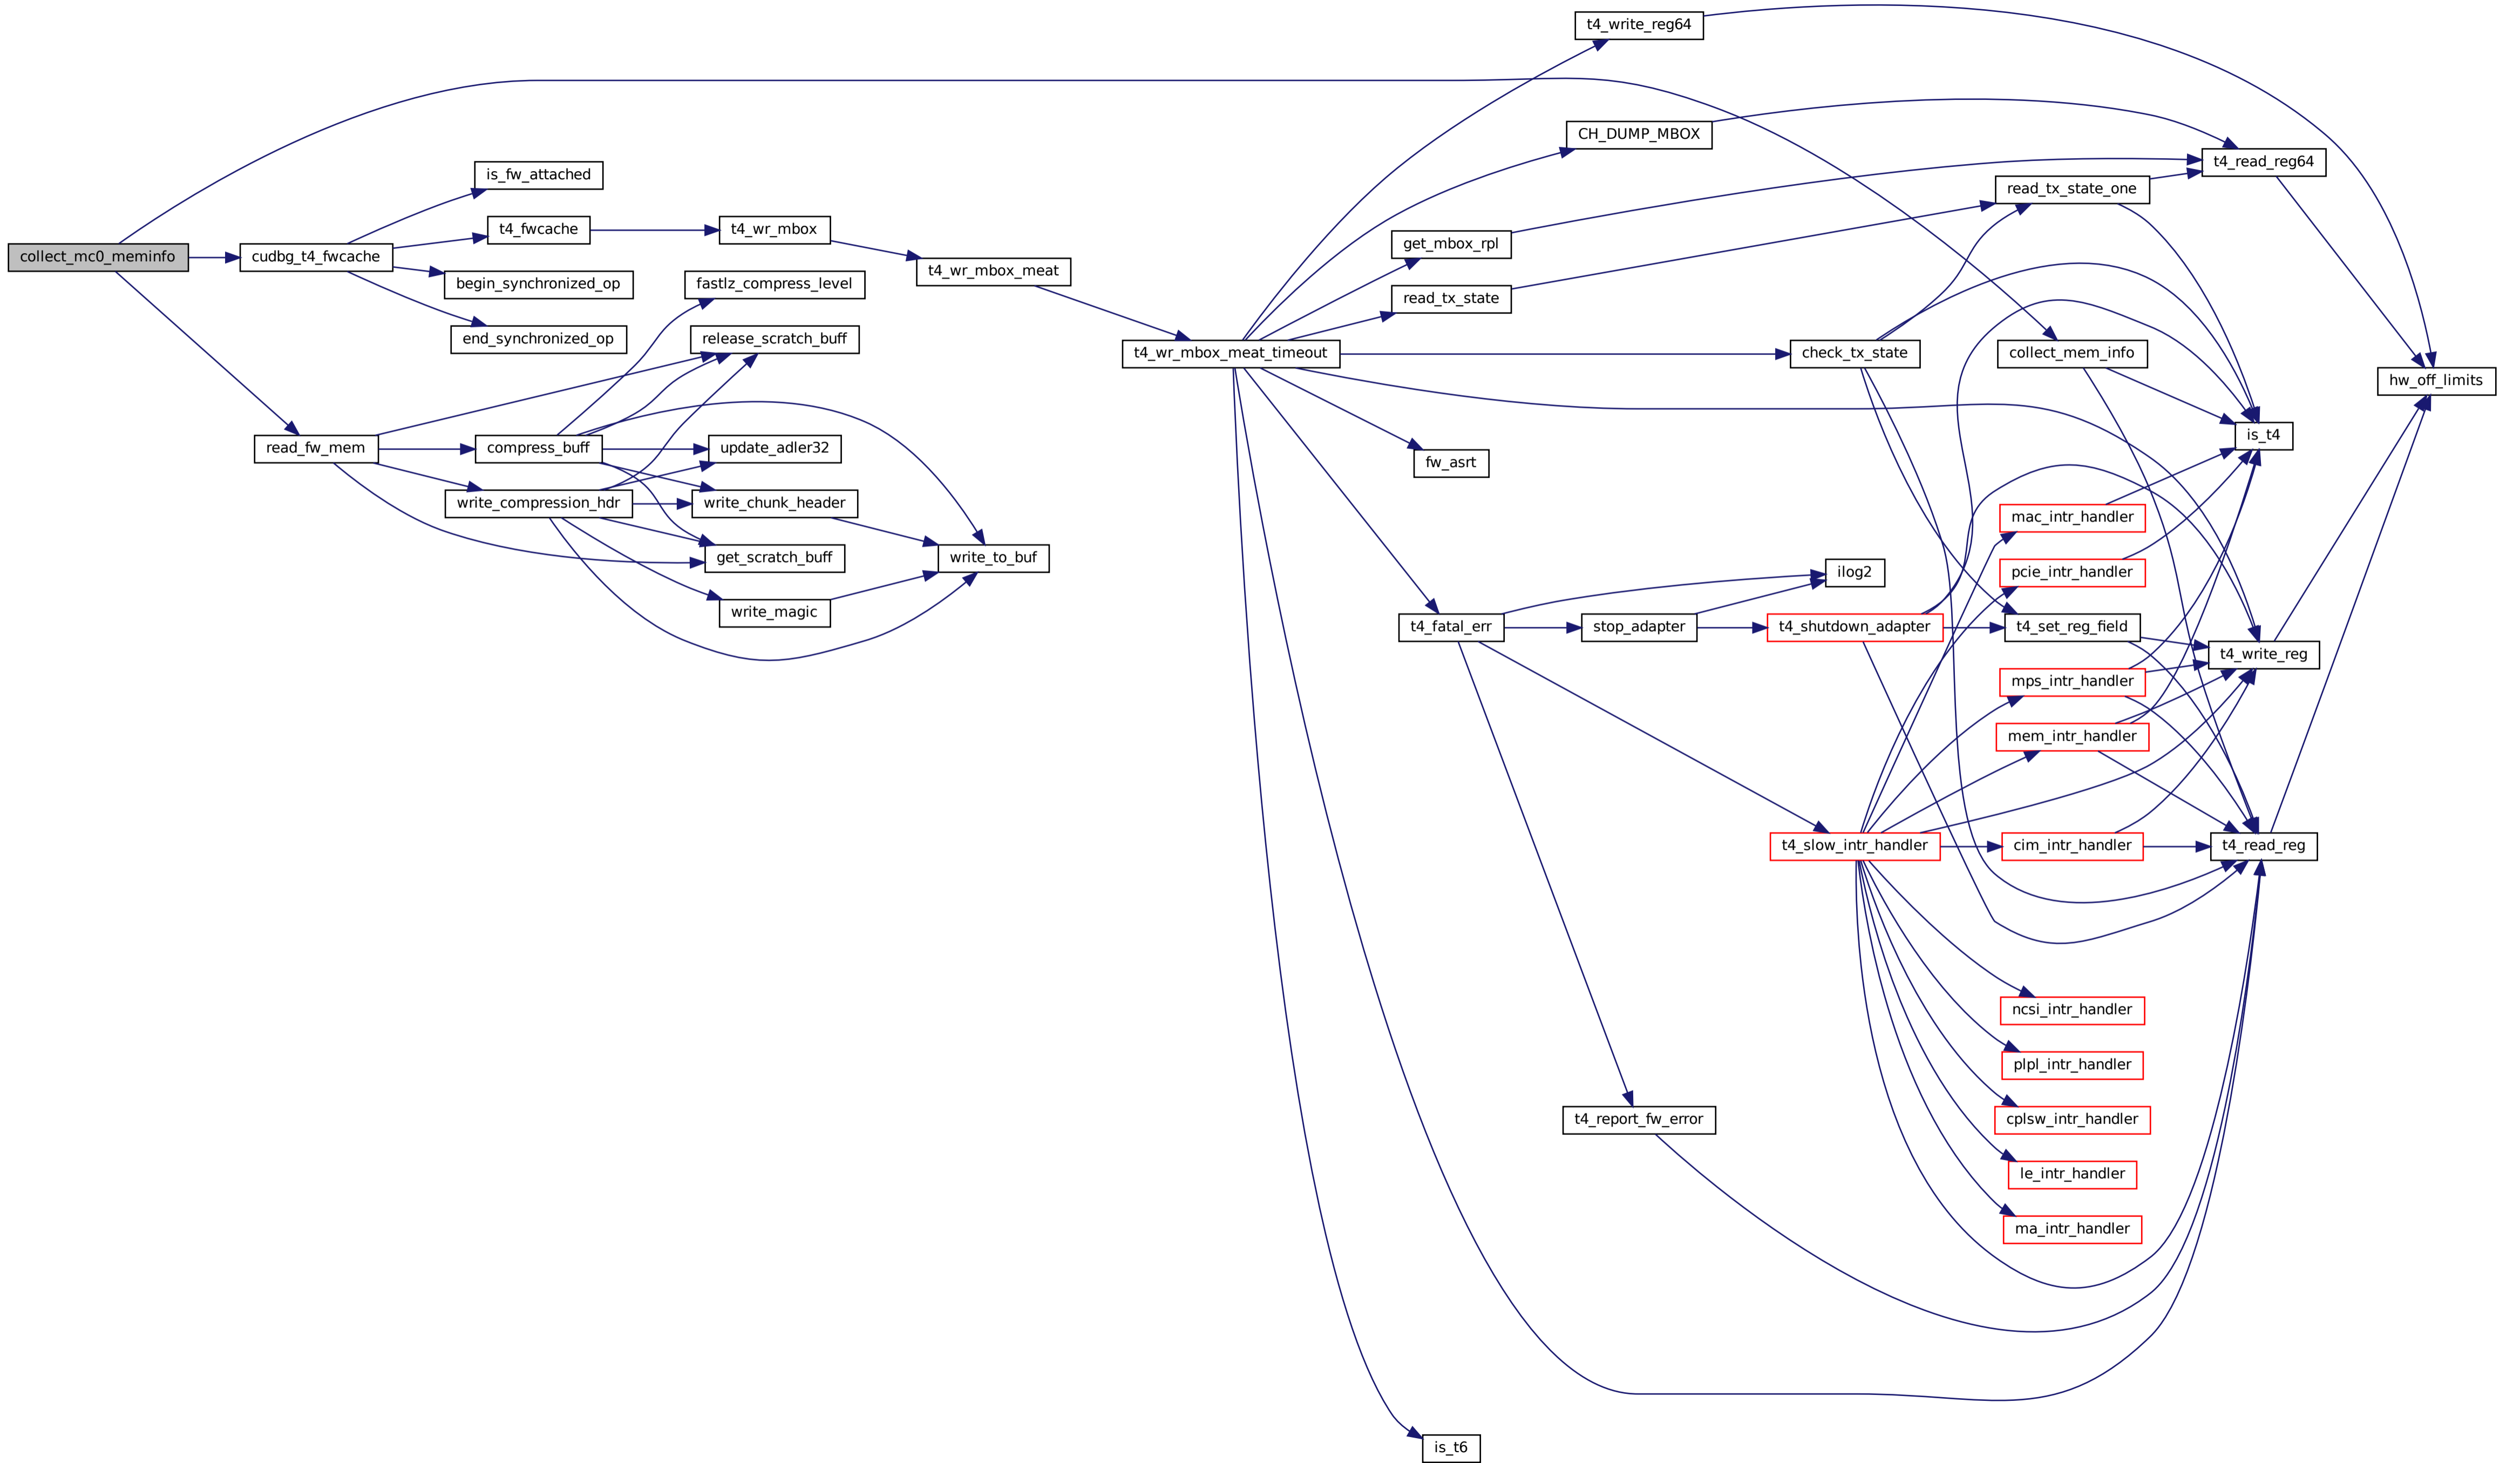 t4_write_reg64
CH_DUMP_MBOX
t4_read_reg64
is_fw_attached
read_tx_state_one
t4_fwcache
t4_wr_mbox
get_mbox_rpl
collect_mc0_meminfo
cudbg_t4_fwcache
t4_wr_mbox_meat
begin_synchronized_op
fastlz_compress_level
read_tx_state
end_synchronized_op
release_scratch_buff
t4_wr_mbox_meat_timeout
check_tx_state
collect_mem_info
hw_off_limits
is_t4
read_fw_mem
compress_buff
update_adler32
fw_asrt
write_compression_hdr
write_chunk_header
mac_intr_handler
get_scratch_buff
write_to_buf
ilog2
pcie_intr_handler
write_magic
t4_fatal_err
stop_adapter
t4_shutdown_adapter
t4_set_reg_field
t4_write_reg
mps_intr_handler
mem_intr_handler
t4_slow_intr_handler
cim_intr_handler
t4_read_reg
ncsi_intr_handler
plpl_intr_handler
t4_report_fw_error
cplsw_intr_handler
le_intr_handler
ma_intr_handler
is_t6